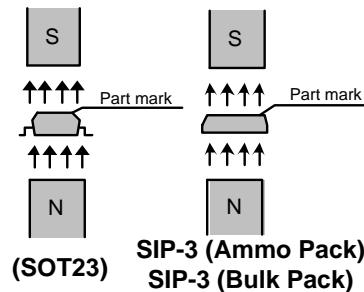 S
S
Part mark
Part mark
N
N
(SOT23)
SIP-3 (Ammo Pack)
SIP-3 (Bulk Pack)